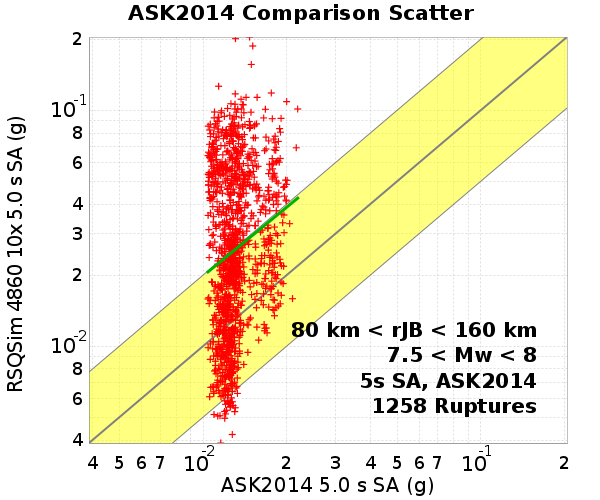 ASK2014 Comparison Scatter
RSQSim 4860 10x 5.0 s SA (g)
2
10-1
8
6
4
3
2
10-2
8
6
4
80 km < rJB < 160 km
7.5 < Mw < 8
5s SA, ASK2014
1258 Ruptures
4 5 6 7 10-2 2 3 4 5 6 7 10-1 2
ASK2014 5.0 s SA (g)